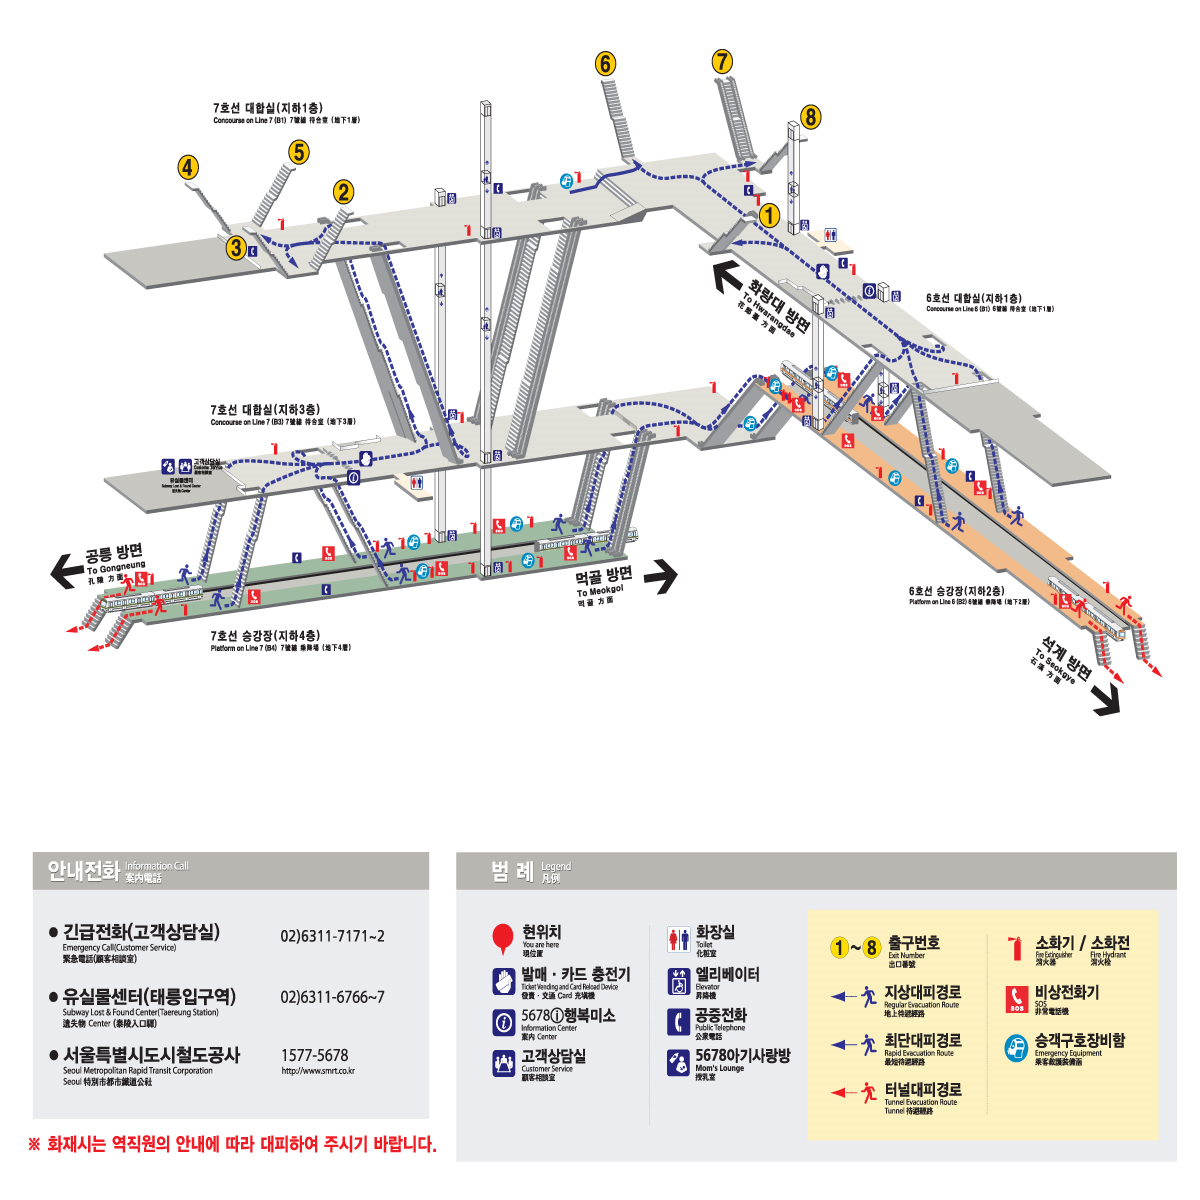 6
7
8
7호선 대합실(지하1층)
Concourse on Line 7 (B1) 7號線 待合室 (地下1層)
4
5
2
3
1
화랑대 방면
To Hwarangdae
花郞臺 方面
6호선 대합실(지하1층)
Concourse on Line 6 (B1) 6號線 待合室 (地下1層)
7호선 대합실(지하3층)
Concourse on Line 7 (B3) 7號線 待合室 (地下3層)
고객상담실
Customer Service
顧客相談室
유실물센터
Subway Lost & Found Center
遺失物 Center
공릉 방면
To Gongneung
孔陵 方面
먹골 방면
To Meokgol
먹골 方面
7호선 승강장(지하4층)
Platform on Line 7 (B4) 7號線 乘降場 (地下4層)
6호선 승강장(지하2층)
Platform on Line 6 (B2) 6號線 乘降場 (地下2層)
석계 방면
To Seokgye
石溪 方面
안내전화 Information Call
案內電話
● 긴급전화(고객상담실) 02)6311-7171~2
Emergency Call(Customer Service)
緊急電話(顧客相談室)
● 유실물센터(태릉입구역) 02)6311-6766~7
Subway Lost & Found Center(Taereung Station)
遺失物 Center (泰陵入口驛)
● 서울특별시도시철도공사 1577-5678
Seoul Metropolitan Rapid Transit Corporation http://www.smrt.co.kr
Seoul 特別市都市鐵道公社
※ 화재시는 역직원의 안내에 따라 대피하여 주시기 바랍니다.
범 례 Legend
凡例
현위치
You are here
現位置
발매 · 카드 충전기
Ticket Vending and Card Reload Device
發賣 · 交通 Card 充塡機
5678ⓘ행복미소
Information Center
案內 Center
고객상담실
Customer Service
顧客相談室
화장실
Toilet
化粧室
엘리베이터
Elevator
昇降機
공중전화
Public Telephone
公衆電話
5678아기사랑방
Mom's Lounge
授乳室
1~8 출구번호
Exit Number
出口番號
지상대피경로
Regular Evacuation Route
地上待避經路
최단대피경로
Rapid Evacuation Route
最短待避經路
터널대피경로
Tunnel Evacuation Route
Tunnel 待避經路
소화기 / 소화전
Fire Extinguisher Fire Hydrant
消火器 消火栓
SOS 비상전화기
SOS
非常電話機
승객구호장비함
Emergency Equipment
乘客救護裝備函